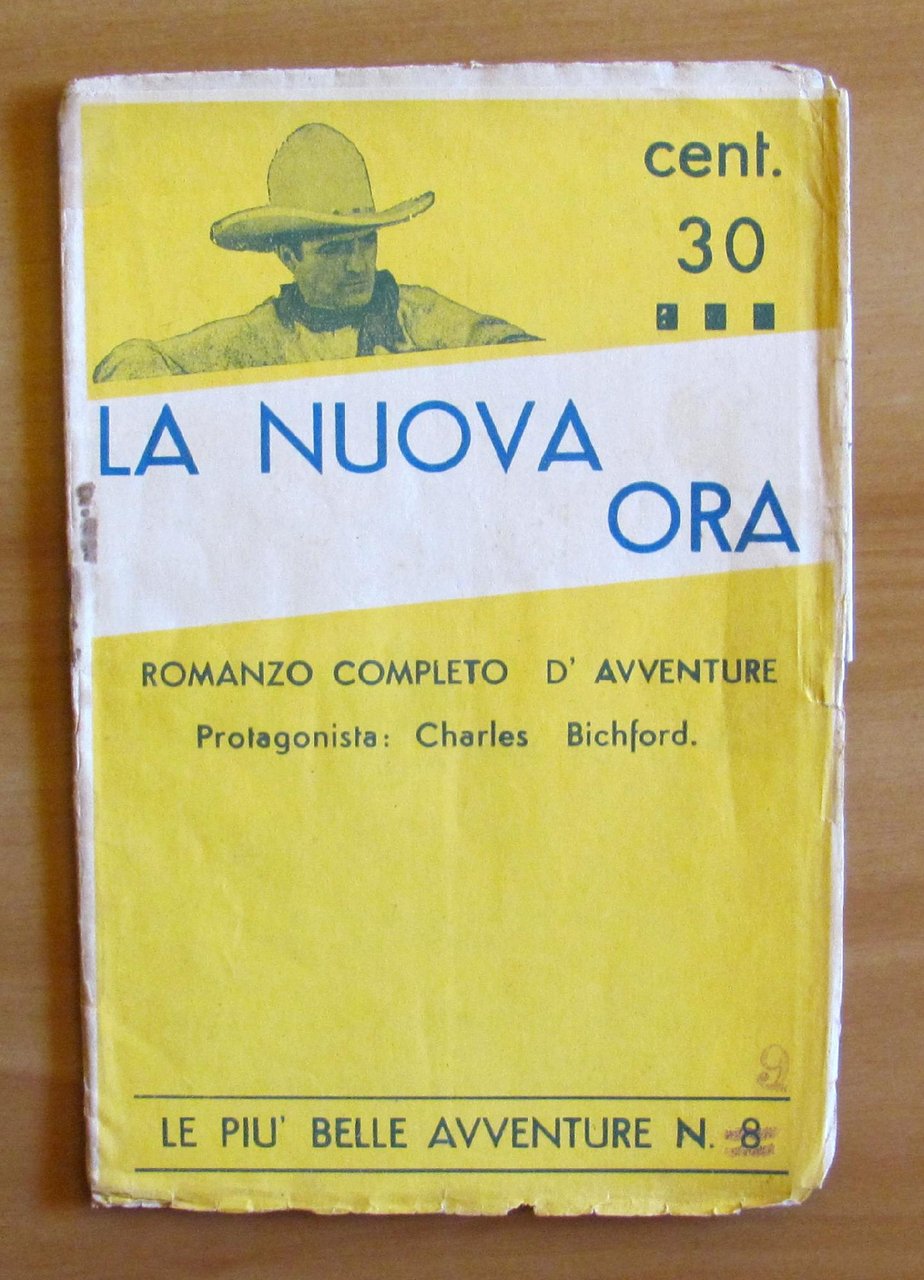 cent.
30
LA NUOVA
ORA
ROMANZO COMPLETO D' AVVENTURE
Protagonista: Charles Bichford.
9
LE PIU' BELLE AVVENTURE N. 8